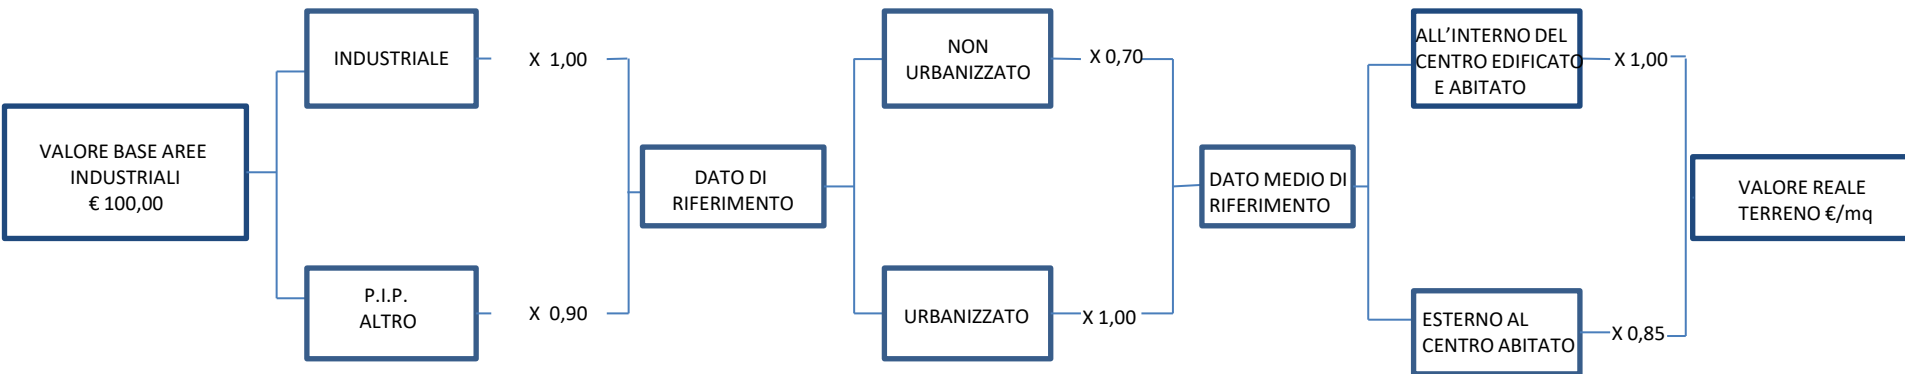 VALORE BASE AREE
INDUSTRIALI
€ 100,00
INDUSTRIALE
X 1,00
P.I.P.
ALTRO
X 0,90
DATO DI
RIFERIMENTO
NON
URBANIZZATO
X 0,70
URBANIZZATO
X 1,00
DATO MEDIO DI
RIFERIMENTO
ALL’INTERNO DEL
CENTRO EDIFICATO
E ABITATO
X 1,00
ESTERNO AL
CENTRO ABITATO
X 0,85
VALORE REALE
TERRENO €/mq